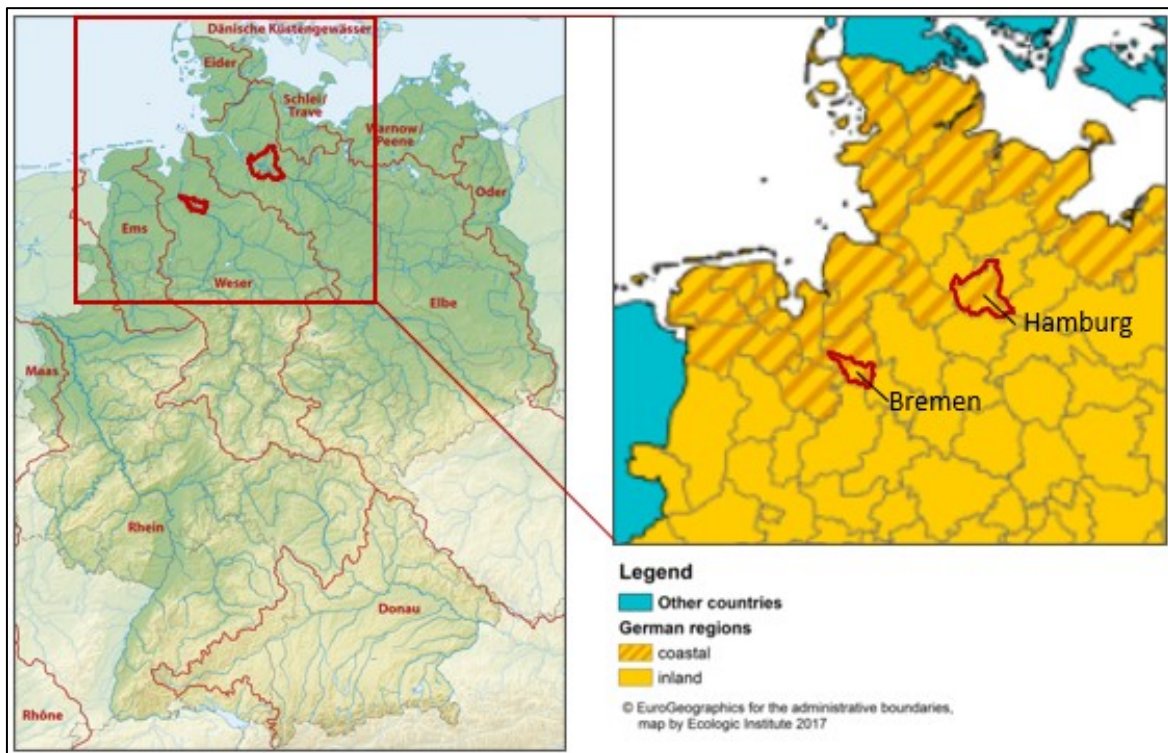 Dänische Küstengewässer
Eider
Schlei/
Trave
Warnow/
Peene
Oder
Ems
Weser
Elbe
Maas
Rhein
Donau
Rhône
Hamburg
Bremen
Legend
Other countries
German regions
coastal
inland
© EuroGeographics for the administrative boundaries,
map by Ecologic Institute 2017